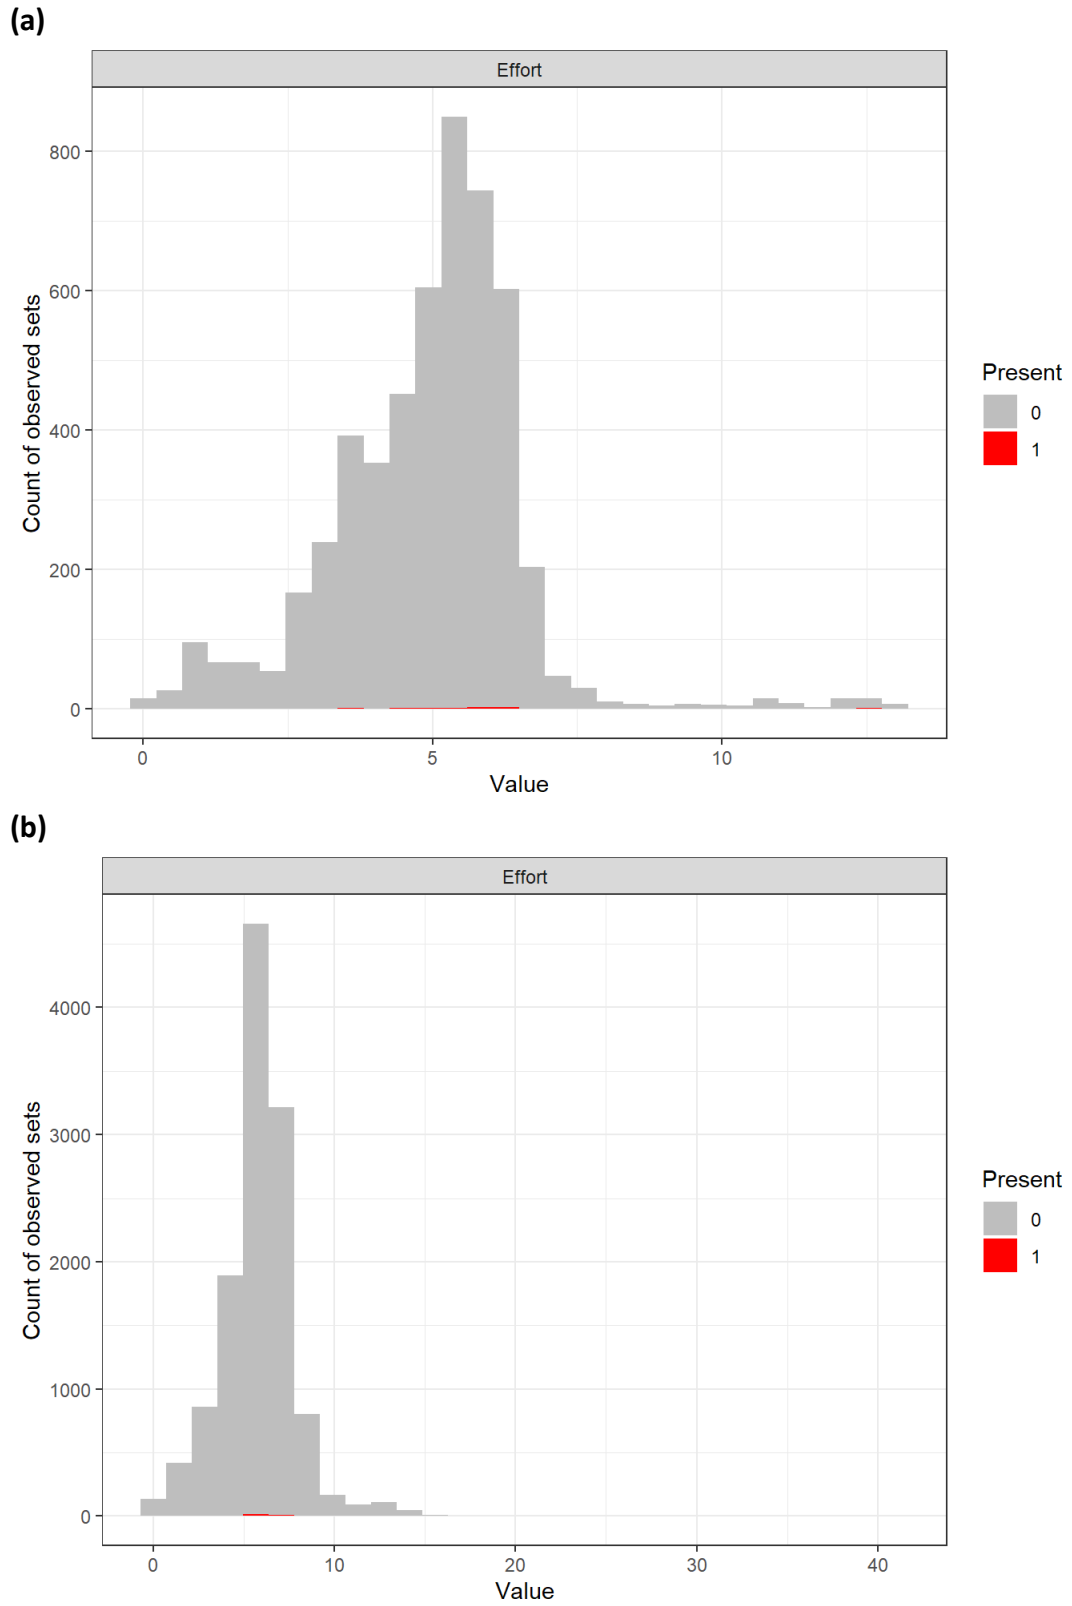 (a)
Effort
800
600
400
200
0
Count of observed sets
0 5 10
Value
Present
0
1
(b)
Effort
4000
3000
2000
1000
0
Count of observed sets
0 10 20 30 40
Value
Present
0
1